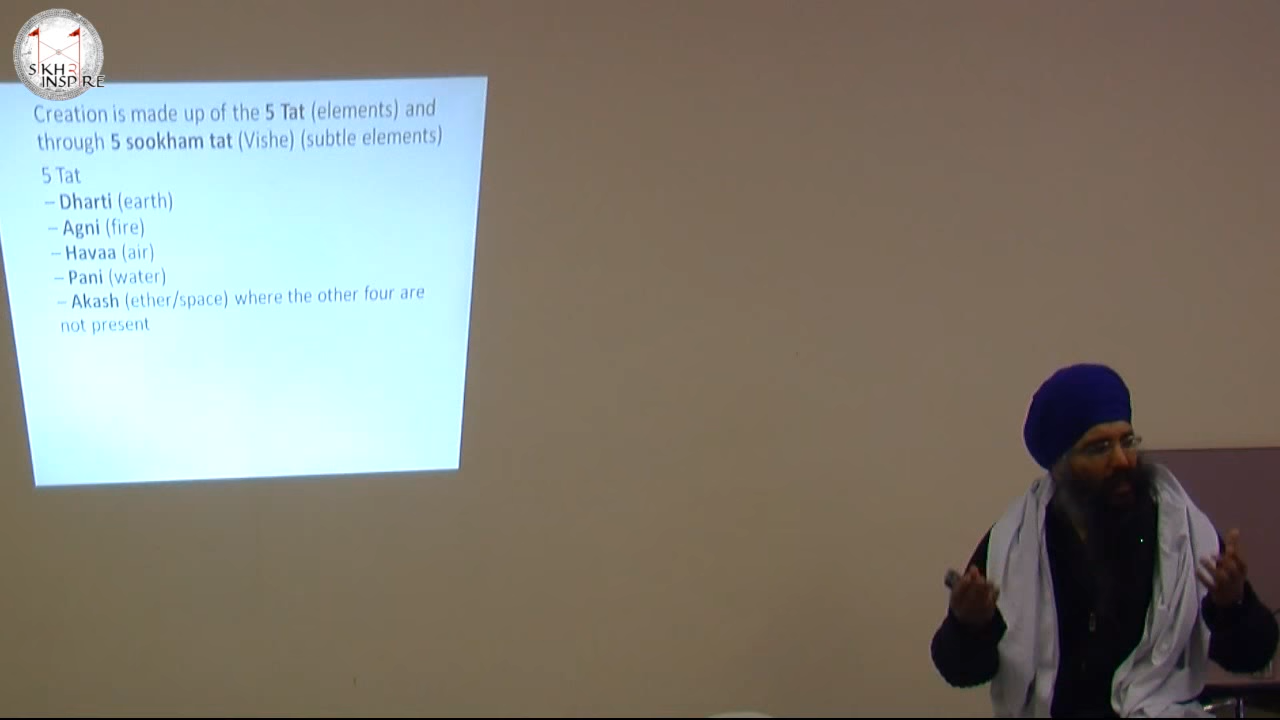 SIKH2
INSPIRE
Creation is made up of the 5 Tat (elements) and
through 5 sookham tat (Vishe) (subtle elements)
5 Tat
– Dharti (earth)
– Agni (fire)
– Havaa (air)
– Pani (water)
– Akash (ether/space) where the other four are
not present